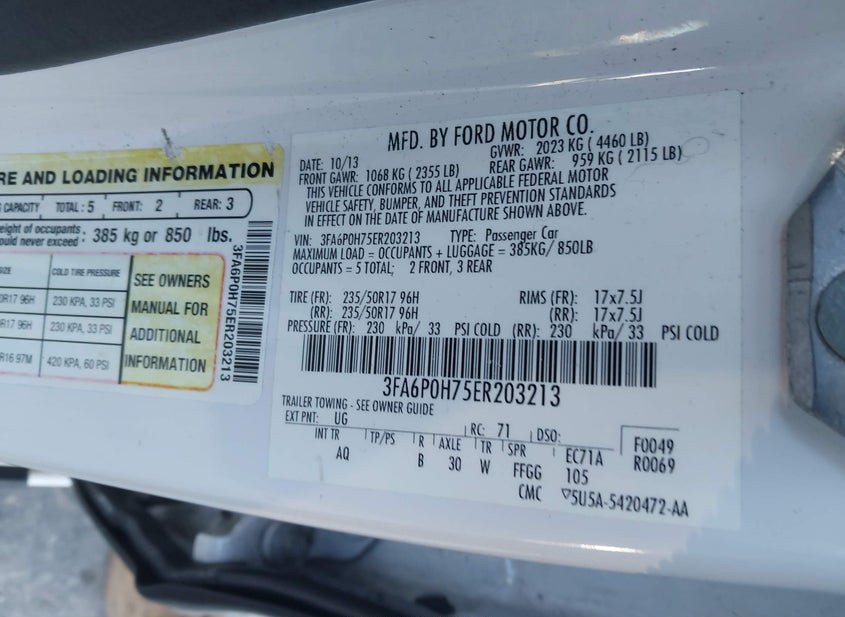 RE AND LOADING INFORMATION
CAPACITY TOTAL : 5 FRONT: 2 REAR: 3
eight of occupants
ould never exceed : 385 kg or 850 lbs.
SIZE COLD TIRE PRESSURE
0R17 96H 230 KPA, 33 PSI
R17 96H 230 KPA, 33 PSI
R16 97M 420 KPA, 60 PSI
SEE OWNERS
MANUAL FOR
ADDITIONAL
INFORMATION
3FA6P0H75ER203213
MFD. BY FORD MOTOR CO.
DATE: 10/13 GVWR: 2023 KG ( 4460 LB)
FRONT GAWR: 1068 KG ( 2355 LB) REAR GAWR: 959 KG ( 2115 LB)
THIS VEHICLE CONFORMS TO ALL APPLICABLE FEDERAL MOTOR
VEHICLE SAFETY, BUMPER, AND THEFT PREVENTION STANDARDS
IN EFFECT ON THE DATE OF MANUFACTURE SHOWN ABOVE.
VIN: 3FA6P0H75ER203213 TYPE: Passenger Car
MAXIMUM LOAD = OCCUPANTS + LUGGAGE = 385KG/ 850LB
OCCUPANTS = 5 TOTAL; 2 FRONT, 3 REAR
TIRE (FR): 235/50R17 96H RIMS (FR): 17x7.5J
(RR): 235/50R17 96H (RR): 17x7.5J
PRESSURE (FR): 230 kPa/ 33 PSI COLD (RR): 230 kPa/ 33 PSI COLD
3FA6P0H75ER203213
TRAILER TOWING - SEE OWNER GUIDE
EXT PNT: UG RC: 71 DSO: F0049
INT TR TP/PS R AXLE TR SPR EC71A R0069
AQ B 30 W FFGG 105
CMC 5U5A-5420472-AA